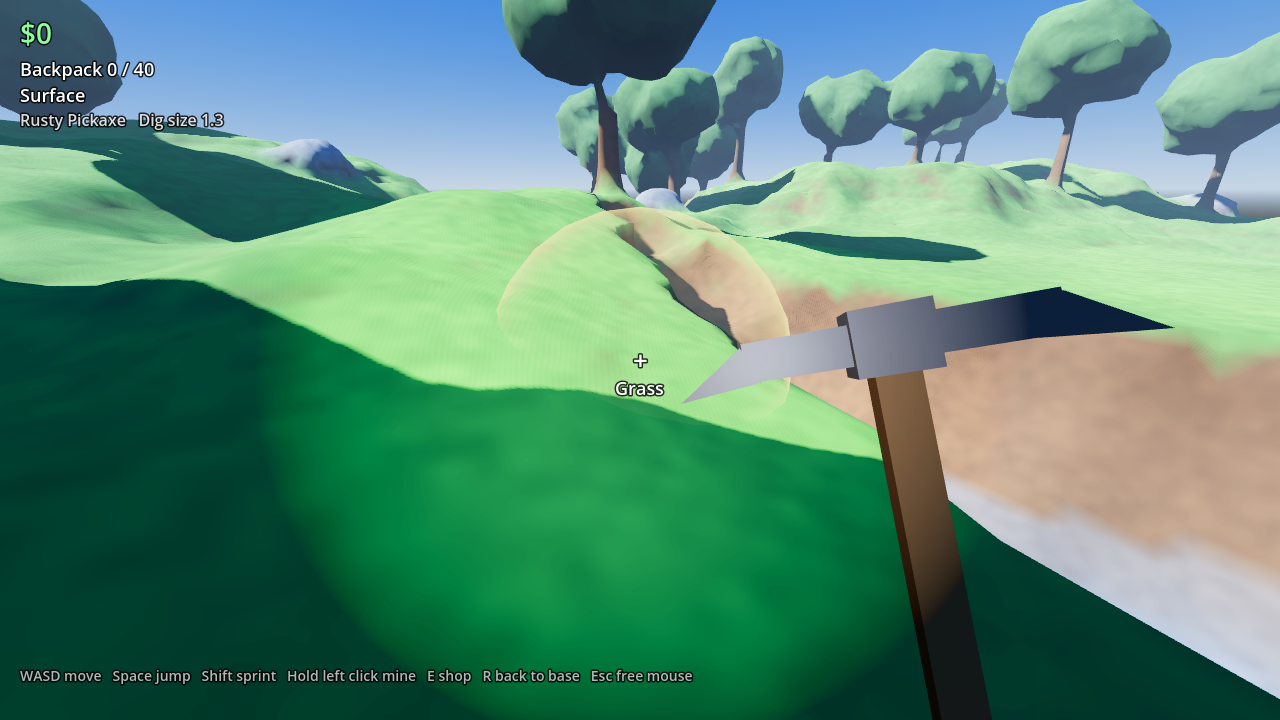 $0
Backpack 0 / 40
Surface
Rusty Pickaxe Dig size 1.3
+
Grass
WASD move Space jump Shift sprint Hold left click mine E shop R back to base Esc free mouse